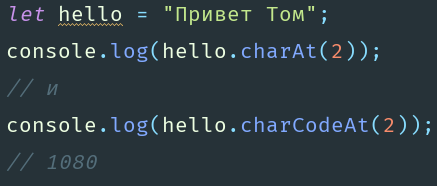 let hello = "Привет Том";
console.log(hello.charAt(2));
// и
console.log(hello.charCodeAt(2));
// 1080